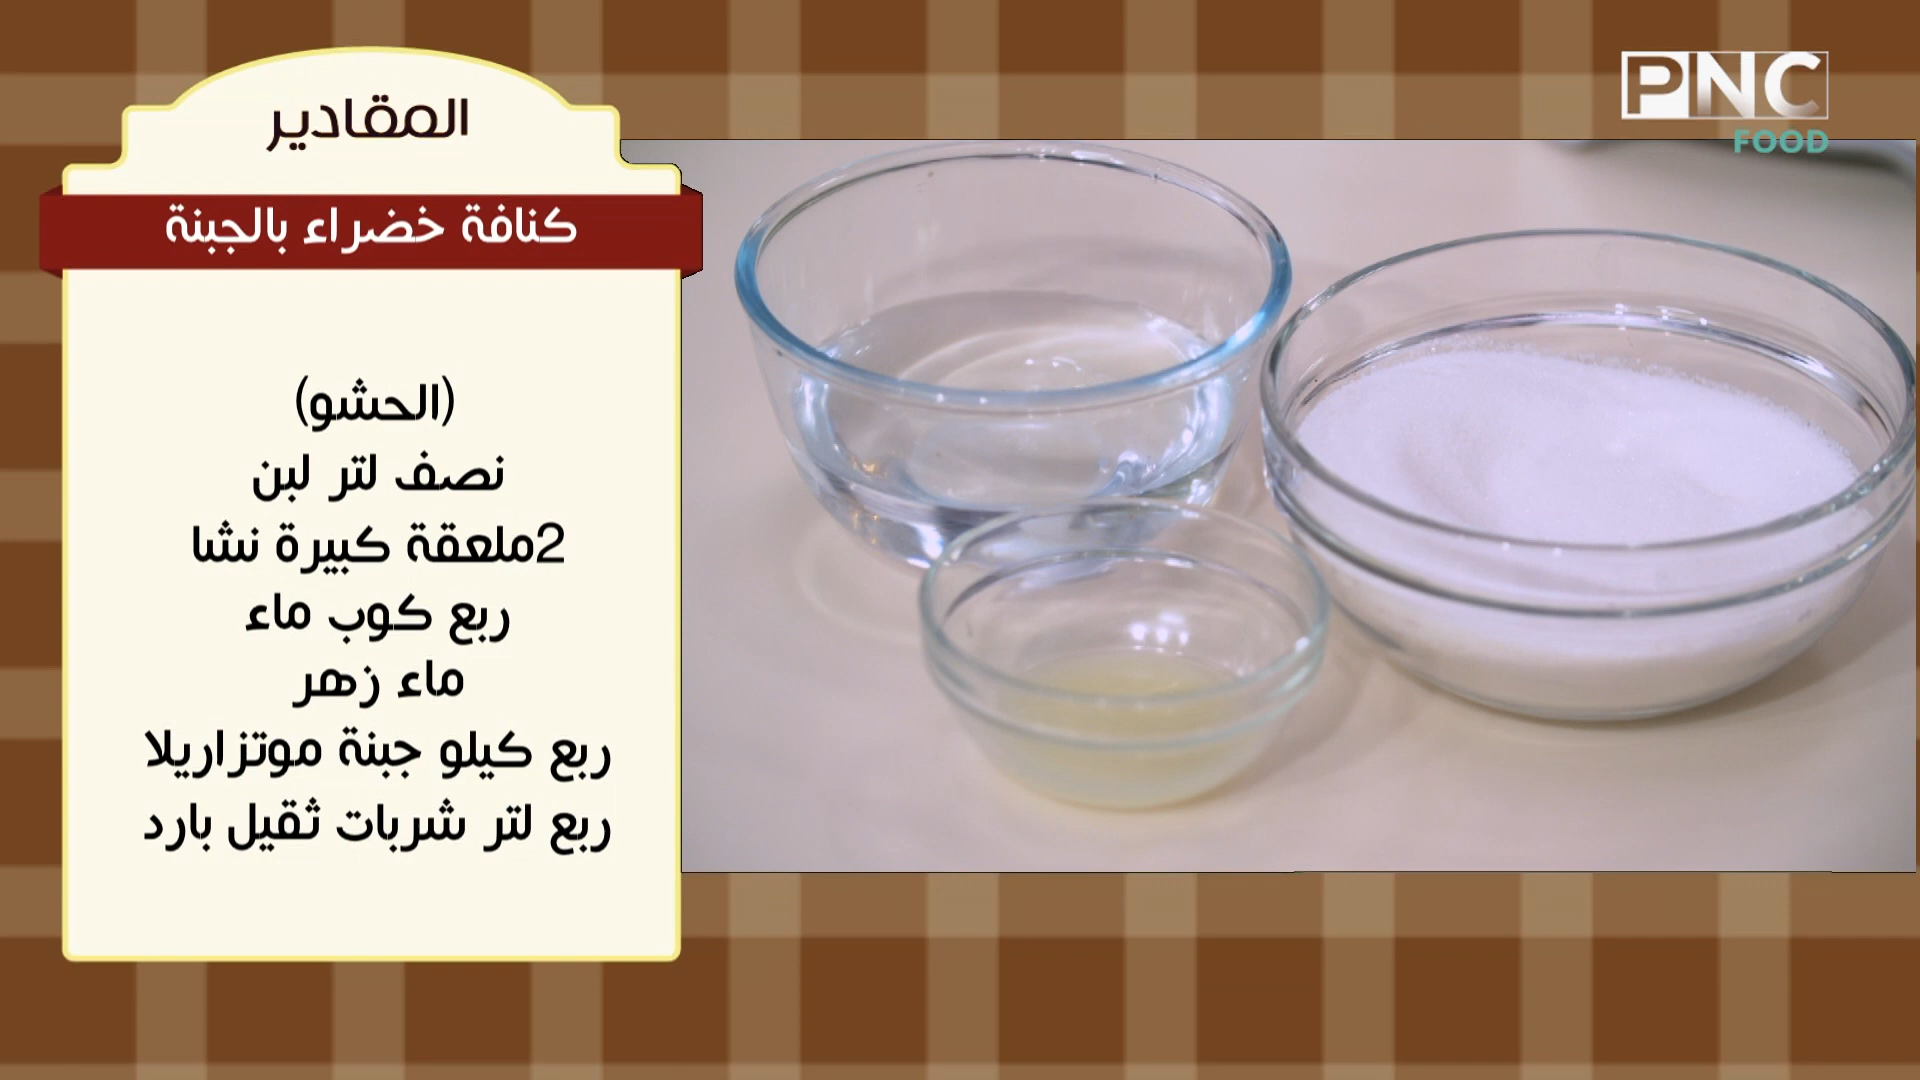 المقادير
كنافة خضراء بالجبنة
(الحشو)
نصف لتر لبن
2ملعقة كبيرة نشا
ربع كوب ماء
ماء زهر
ربع كيلو جبنة موتزاريلا
ربع لتر شربات ثقيل بارد
PNC
FOOD